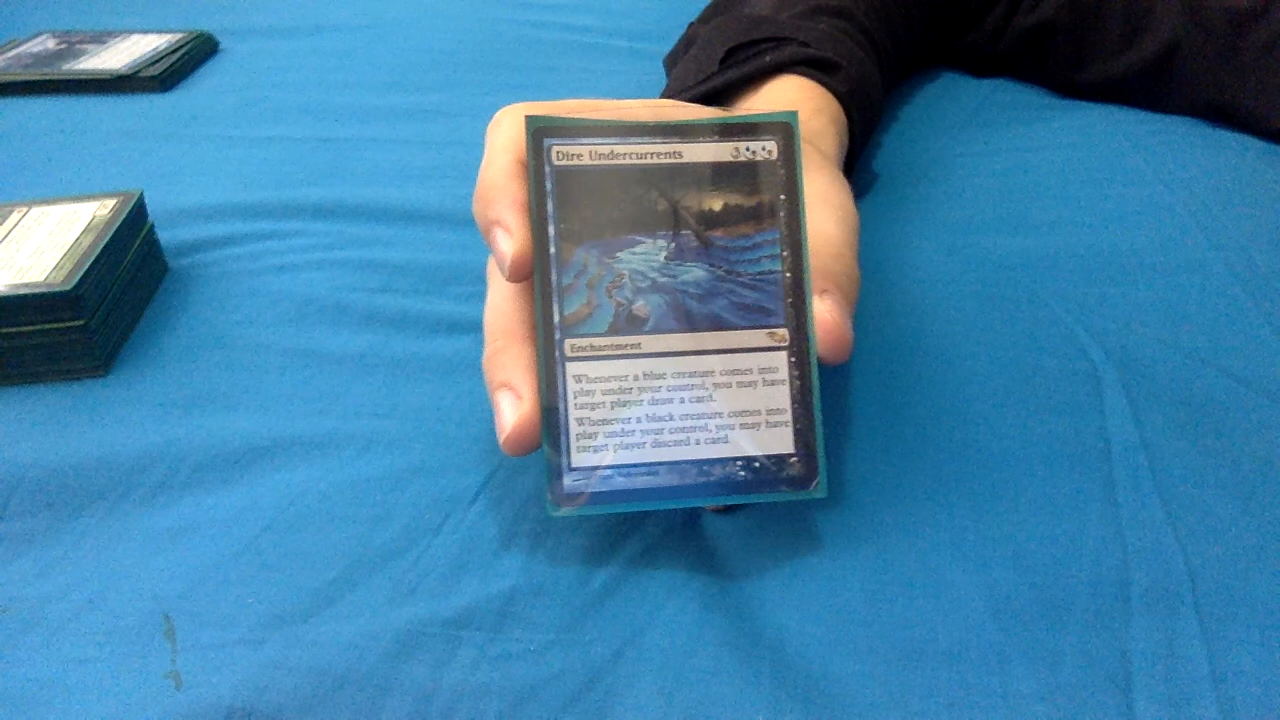 Dire Undercurrents 3
Enchantment
Whenever a blue creature comes into
play under your control, you may have
target player draw a card.
Whenever a black creature comes into
play under your control, you may have
target player discard a card